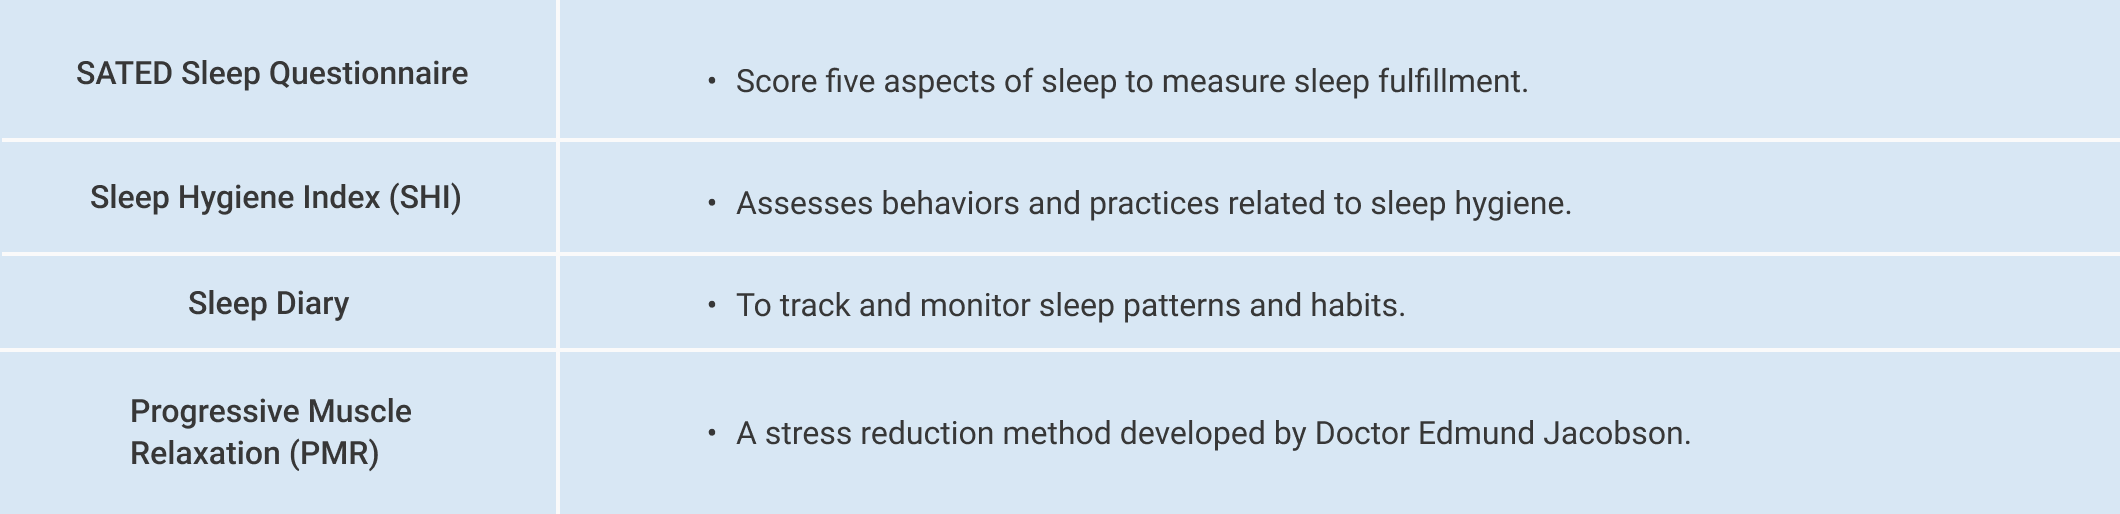 SATED Sleep Questionnaire
• Score five aspects of sleep to measure sleep fulfillment.
Sleep Hygiene Index (SHI)
• Assesses behaviors and practices related to sleep hygiene.
Sleep Diary
• To track and monitor sleep patterns and habits.
Progressive Muscle
Relaxation (PMR)
• A stress reduction method developed by Doctor Edmund Jacobson.